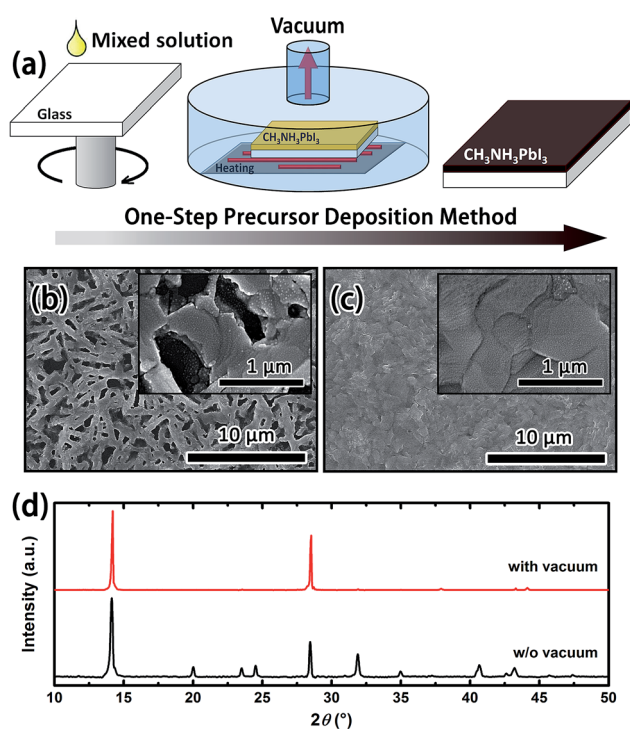 Mixed solution
Vacuum
(a)
Glass
CH₃NH₃PbI₃
Heating
CH₃NH₃PbI₃
One-Step Precursor Deposition Method
(b)
1 μm
10 μm
(c)
1 μm
10 μm
(d)
Intensity (a.u.)
with vacuum
w/o vacuum
10 15 20 25 30 35 40 45 50
2θ (°)